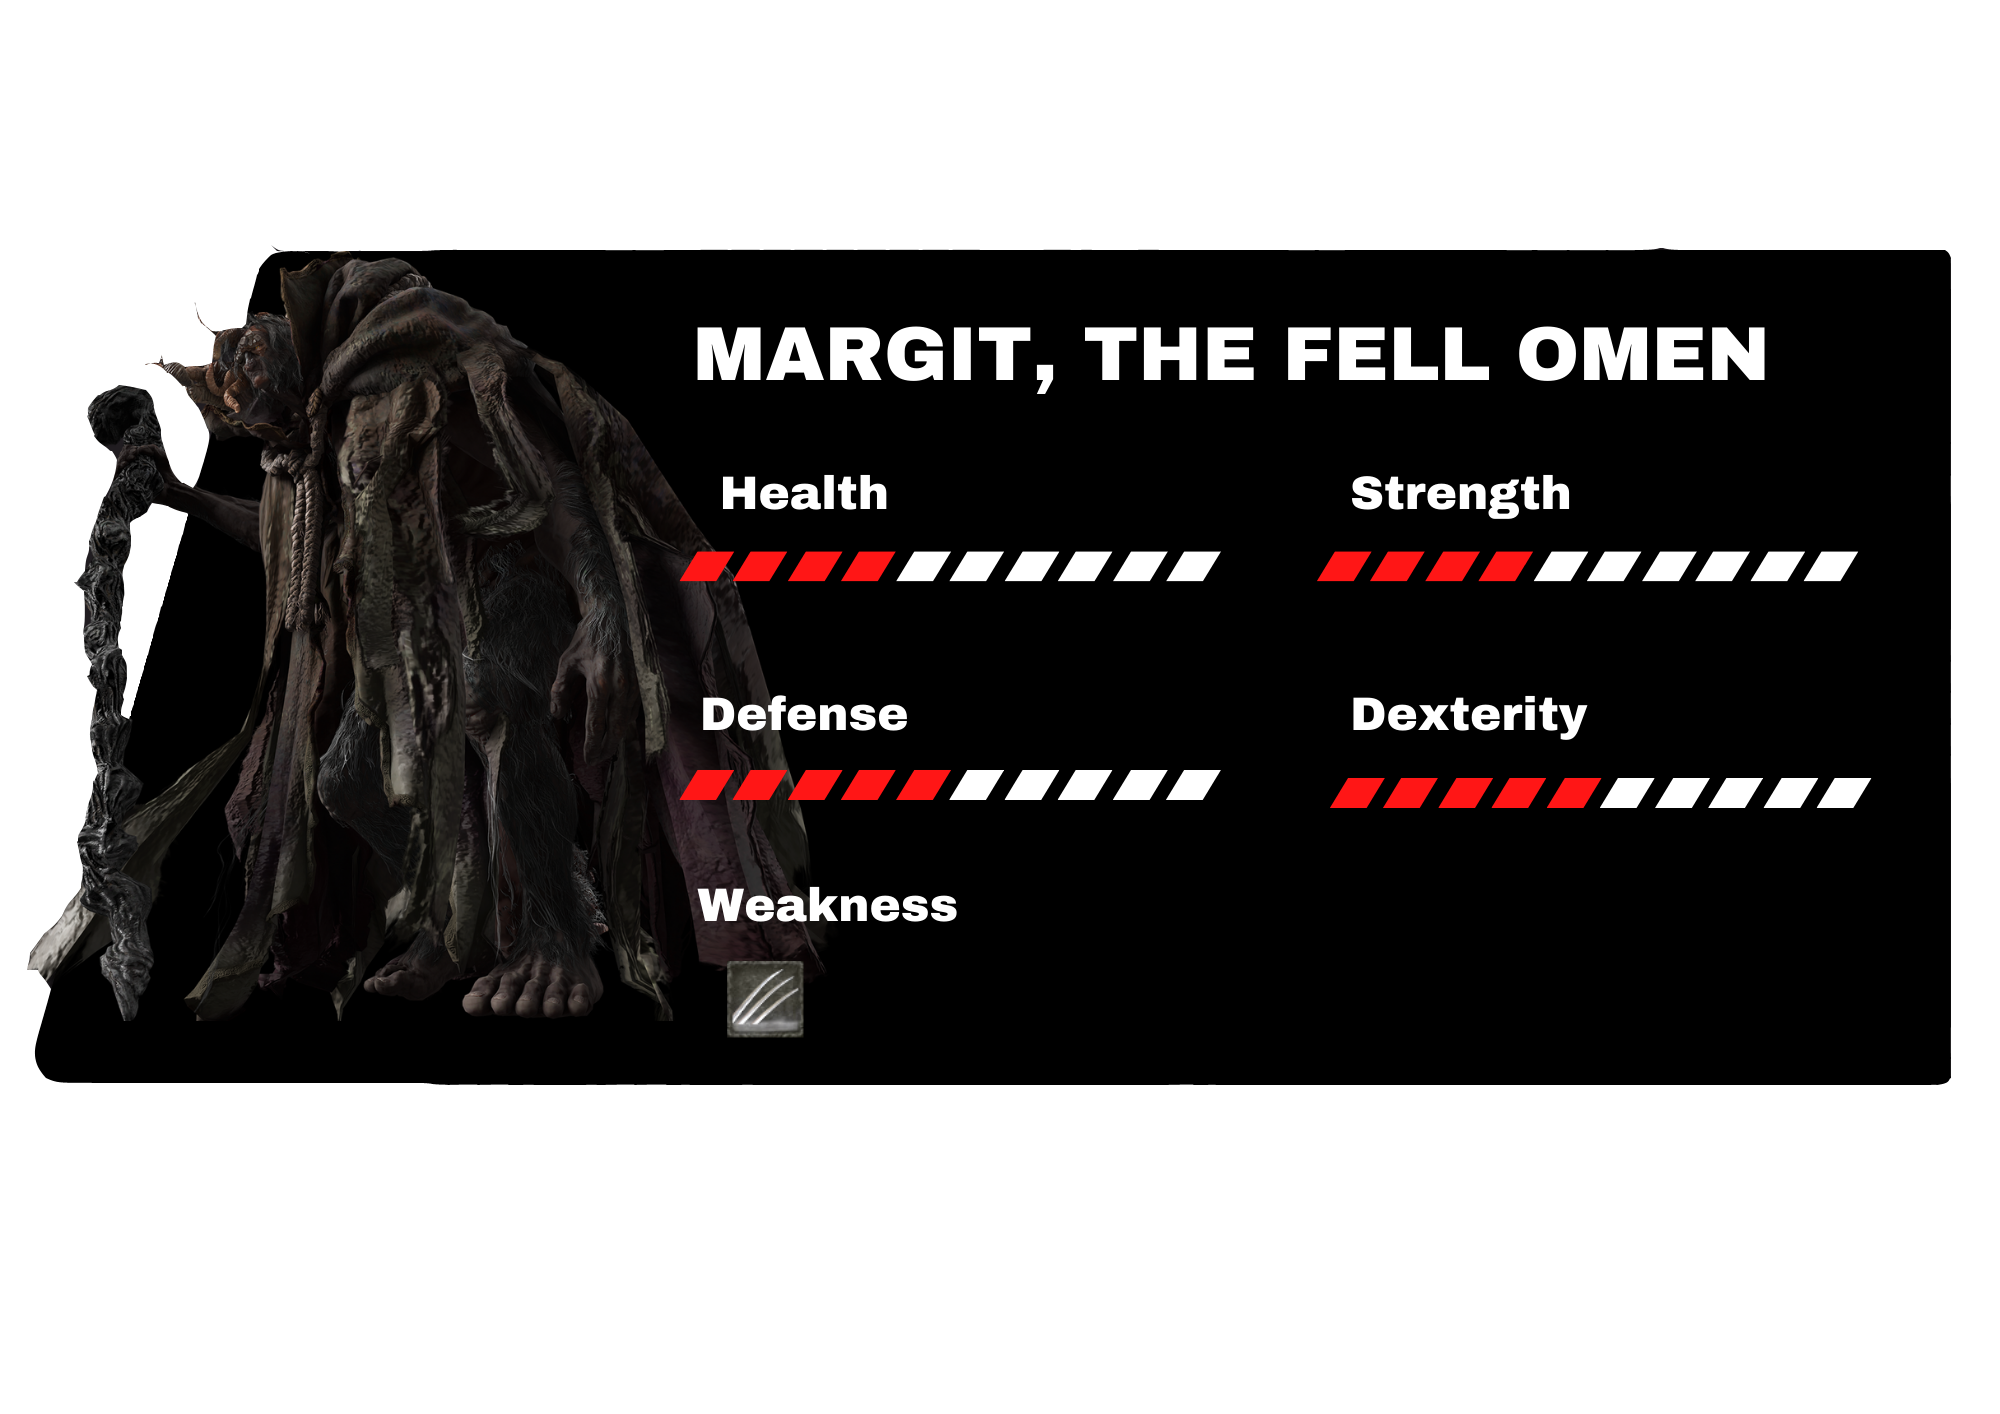 MARGIT, THE FELL OMEN
Health
Strength
Defense
Dexterity
Weakness